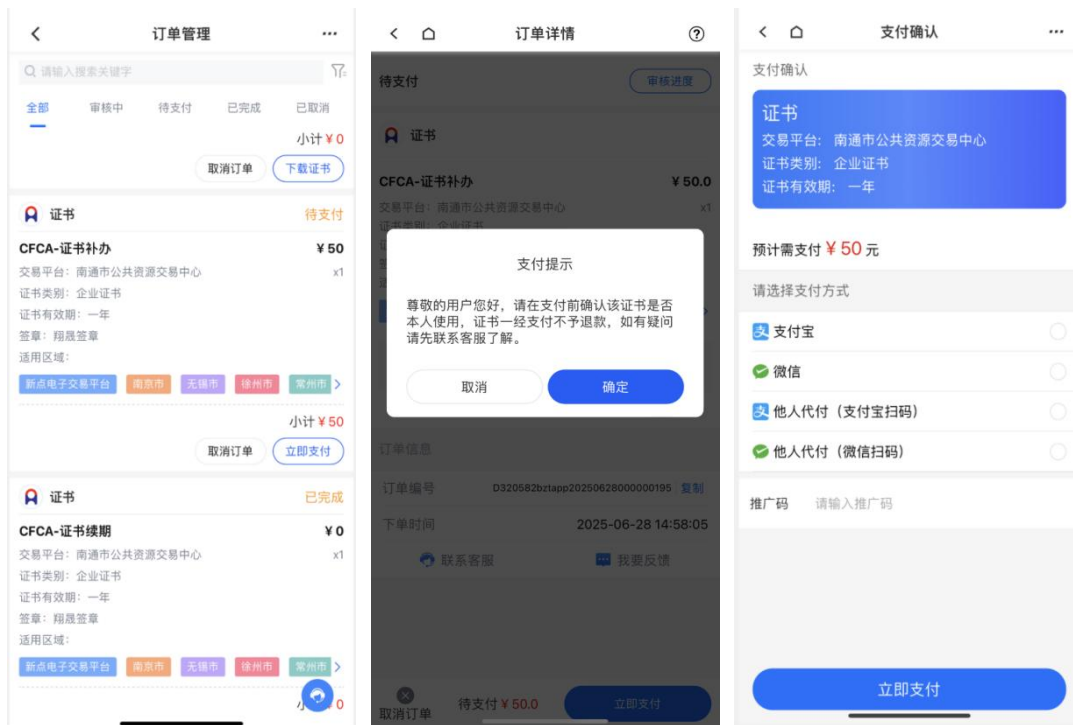 订单管理
请输入搜索关键字
全部 审核中 待支付 已完成 已取消
小计¥0
取消订单 下载证书
证书 待支付
CFCA-证书补办 ¥50
交易平台：南通市公共资源交易中心 x1
证书类别：企业证书
证书有效期：一年
签章：翔晟签章
适用区域：
新点电子交易平台 南京市 无锡市 徐州市 常州市
小计¥50
取消订单 立即支付
证书 已完成
CFCA-证书续期 ¥0
交易平台：南通市公共资源交易中心 x1
证书类别：企业证书
证书有效期：一年
签章：翔晟签章
适用区域：
新点电子交易平台 南京市 无锡市 徐州市 常州市
0
订单详情
待支付 审核进度
证书
CFCA-证书补办 ¥50.0
交易平台：南通市公共资源交易中心 x1
证书类别：企业证书
支付提示
尊敬的用户您好，请在支付前确认该证书是否
本人使用，证书一经支付不予退款，如有疑问
请先联系客服了解。
取消 确定
订单信息
订单编号 D320582bztapp20250628000000195 复制
下单时间 2025-06-28 14:58:05
联系客服 我要反馈
取消订单 待支付¥50.0 立即支付
支付确认
支付确认
证书
交易平台：南通市公共资源交易中心
证书类别：企业证书
证书有效期：一年
预计需支付¥50元
请选择支付方式
支付宝
微信
他人代付（支付宝扫码）
他人代付（微信扫码）
推广码 请输入推广码
立即支付